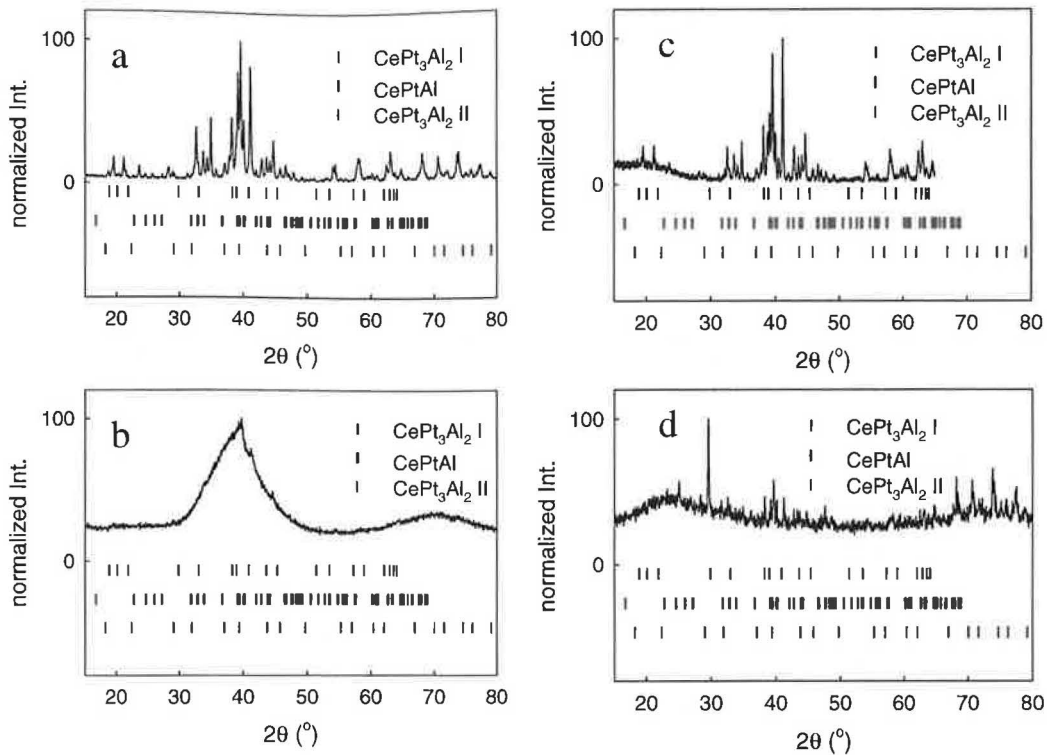 a
CePt₃Al₂ I
CePtAl
CePt₃Al₂ II
100
0
normalized Int.
20 30 40 50 60 70 80
2θ (°)
c
CePt₃Al₂ I
CePtAl
CePt₃Al₂ II
100
0
normalized Int.
20 30 40 50 60 70 80
2θ (°)
b
CePt₃Al₂ I
CePtAl
CePt₃Al₂ II
100
0
normalized Int.
20 30 40 50 60 70 80
2θ (°)
d
CePt₃Al₂ I
CePtAl
CePt₃Al₂ II
100
0
normalized Int.
20 30 40 50 60 70 80
2θ (°)